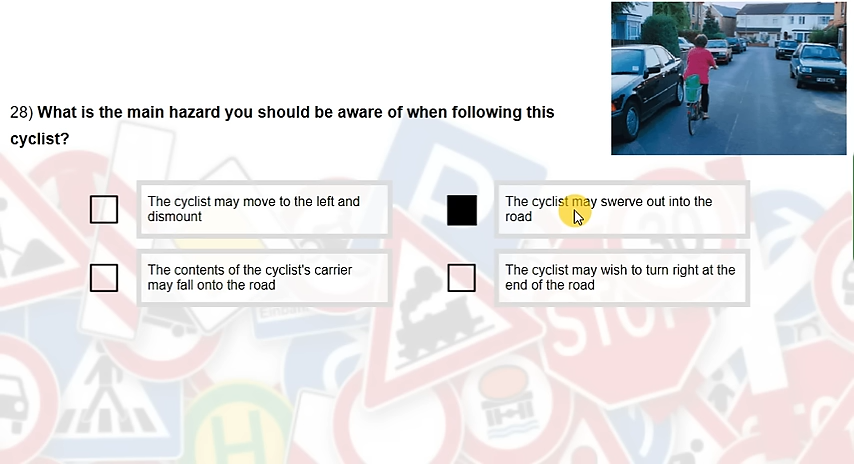 28) What is the main hazard you should be aware of when following this
cyclist?
The cyclist may move to the left and
dismount
The cyclist may swerve out into the
road
The contents of the cyclist's carrier
may fall onto the road
The cyclist may wish to turn right at the
end of the road
STOP
30
P
H